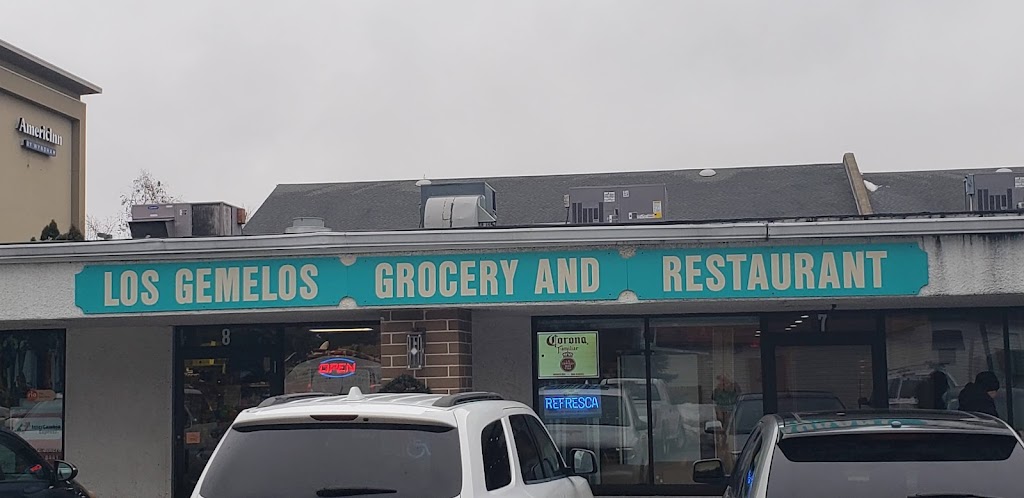 AmericInn
BY WYNDHAM
LOS GEMELOS GROCERY AND RESTAURANT
8
7
OPEN
Corona
Familiar
REFRESCA